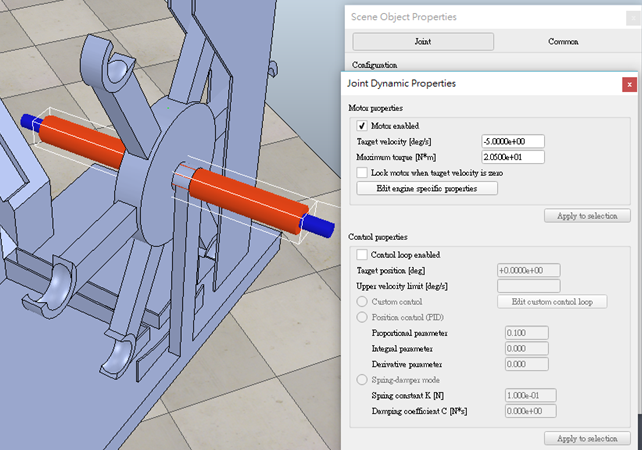 Scene Object Properties
Joint
Common
Configuration
Joint Dynamic Properties
x
Motor properties
Motor enabled
Target velocity [deg/s]
-5.0000e+00
Maximum torque [N*m]
2.0500e+01
Lock motor when target velocity is zero
Edit engine specific properties
Apply to selection
Control properties
Control loop enabled
Target position [deg]
+0.0000e+00
Upper velocity limit [deg/s]
Custom control
Edit custom control loop
Position control (PID)
Proportional parameter
0.100
Integral parameter
0.000
Derivative parameter
0.000
Spring-damper mode
Spring constant K [N]
1.000e-01
Damping coefficient C [N*s]
0.000e+00
Apply to selection